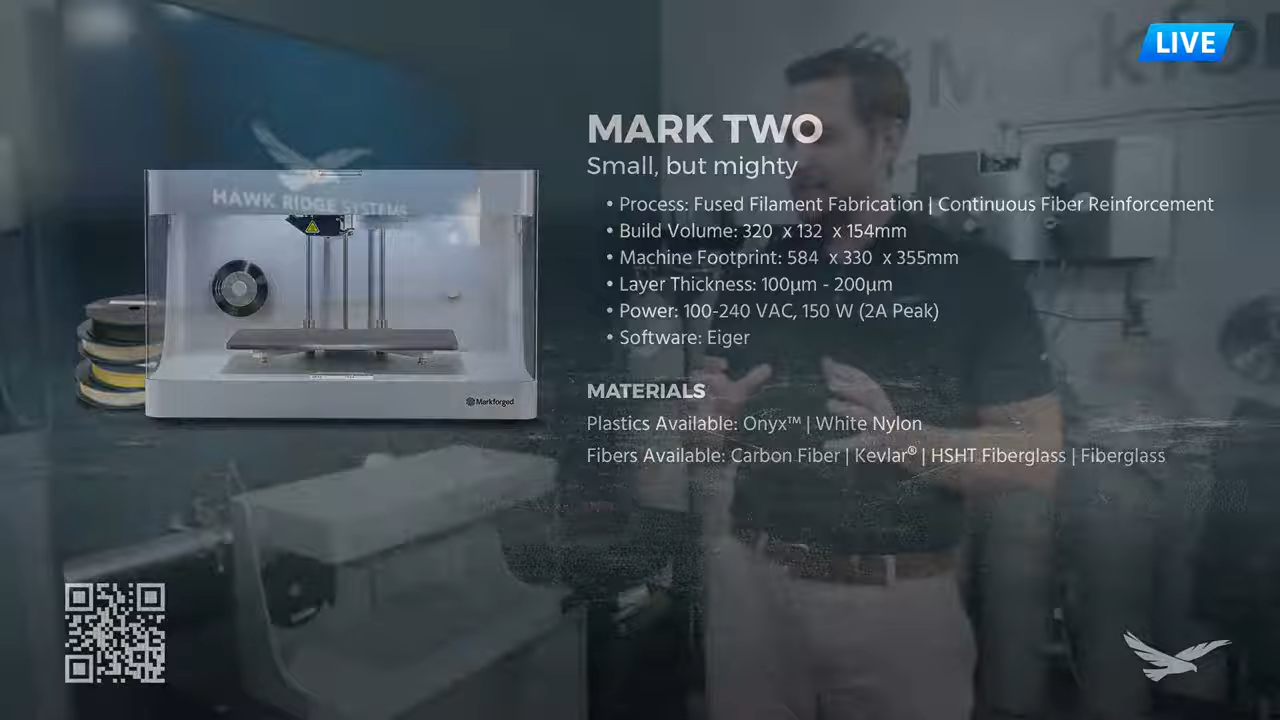 LIVE
Markfor
MARK TWO
Small, but mighty
HAWK RIDGE SYSTEMS
• Process: Fused Filament Fabrication | Continuous Fiber Reinforcement
• Build Volume: 320 x 132 x 154mm
• Machine Footprint: 584 x 330 x 355mm
• Layer Thickness: 100µm - 200µm
• Power: 100-240 VAC, 150 W (2A Peak)
• Software: Eiger
MATERIALS
Markforged
Plastics Available: Onyx™ | White Nylon
Fibers Available: Carbon Fiber | Kevlar® | HSHT Fiberglass | Fiberglass